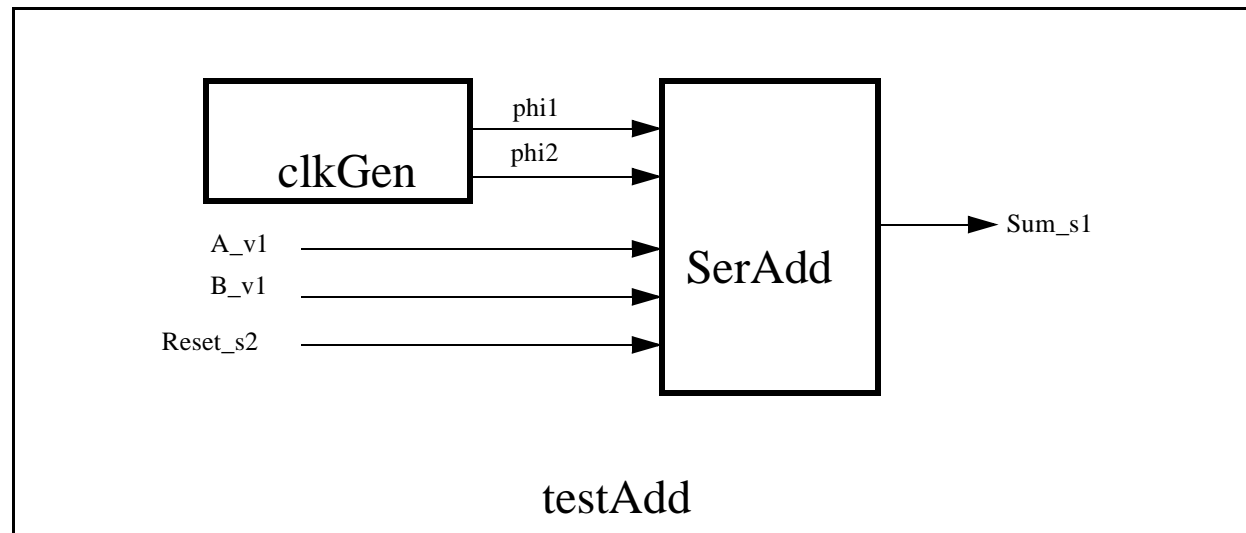 phi1
phi2
clkGen
A_v1
B_v1
Reset_s2
SerAdd
Sum_s1
testAdd